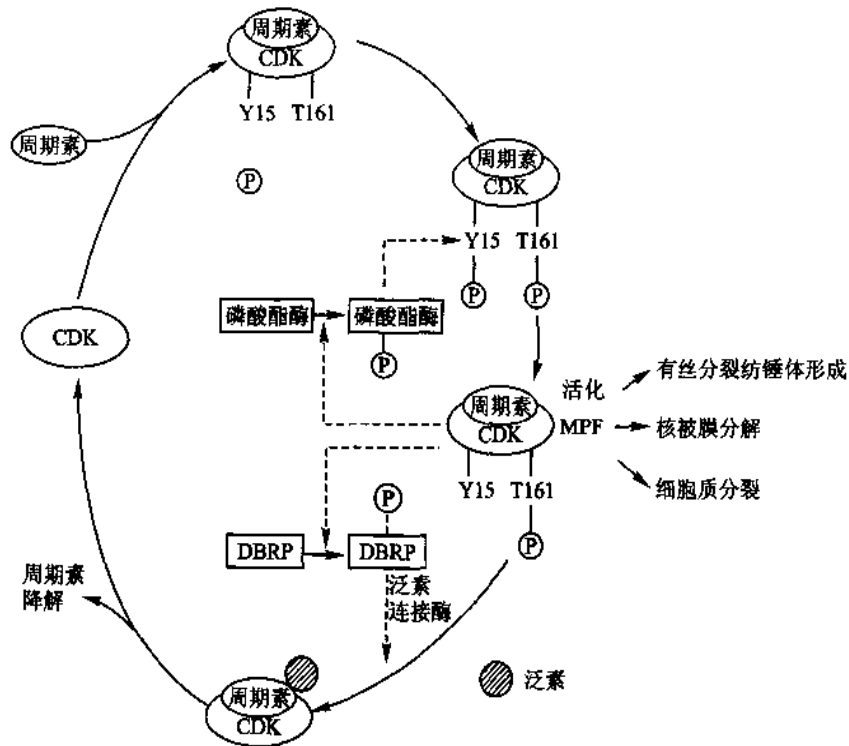 周期素
CDK
Y15 T161
周期素
周期素
CDK
P
Y15 T161
P P
磷酸酯酶 磷酸酯酶
P
CDK
周期素
CDK
活化
MPF
有丝分裂纺锤体形成
核被膜分解
细胞质分裂
Y15 T161
P
P
DBRP DBRP
泛素
连接酶
周期素
降解
周期素
CDK
泛素